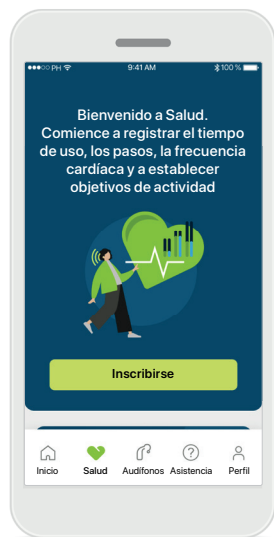 PH 9:41 AM 100 %
Bienvenido a Salud.
Comience a registrar el tiempo
de uso, los pasos, la frecuencia
cardíaca y a establecer
objetivos de actividad
Inscribirse
Inicio Salud Audífonos Asistencia Perfil